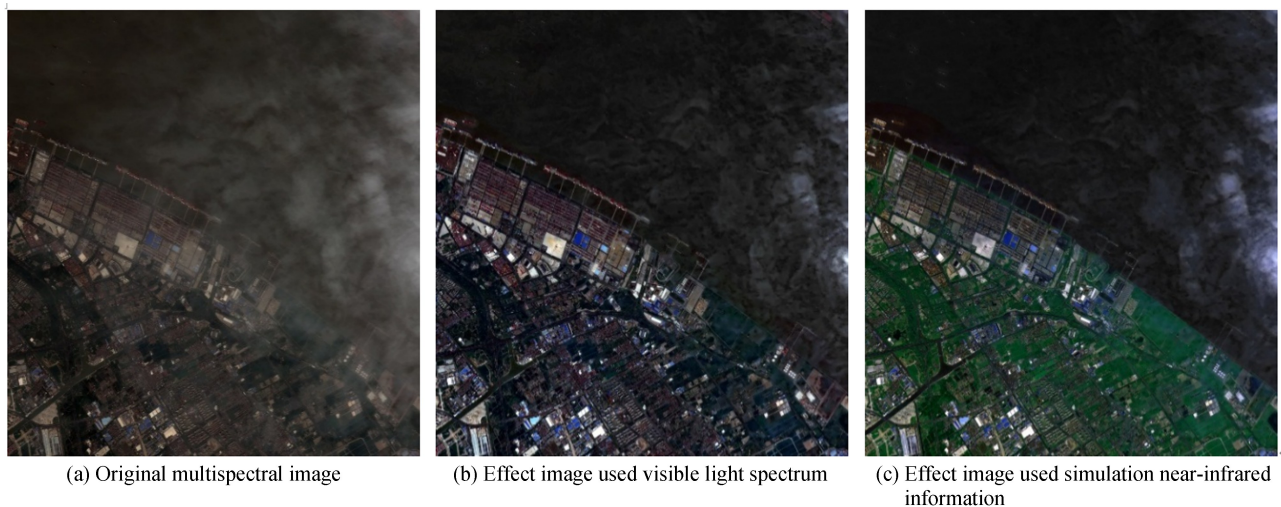 (a) Original multispectral image
(b) Effect image used visible light spectrum
(c) Effect image used simulation near-infrared
information